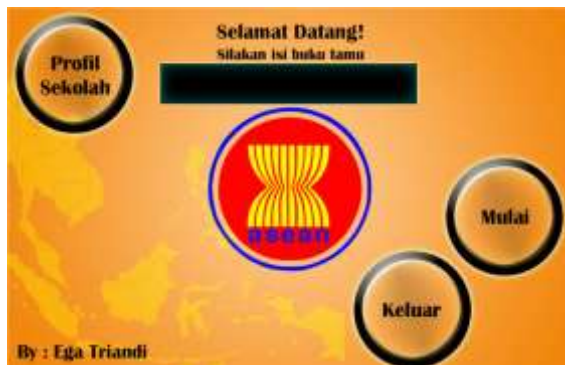 Selamat Datang!
Silakan isi buku tamu
Profil
Sekolah
asean
Mulai
Keluar
By : Ega Triandi